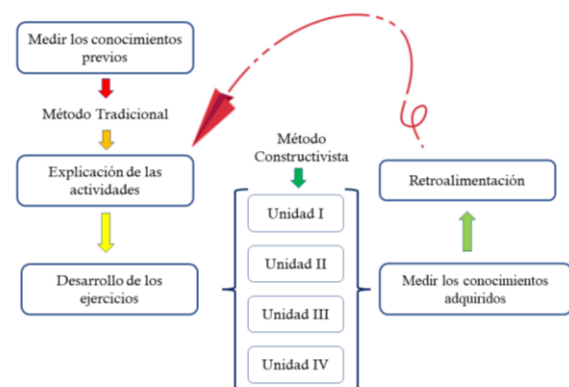 Medir los conocimientos
previos
Método Tradicional
Explicación de las
actividades
Desarrollo de los
ejercicios
Método
Constructivista
Unidad I
Unidad II
Unidad III
Unidad IV
Retroalimentación
Medir los conocimientos
adquiridos